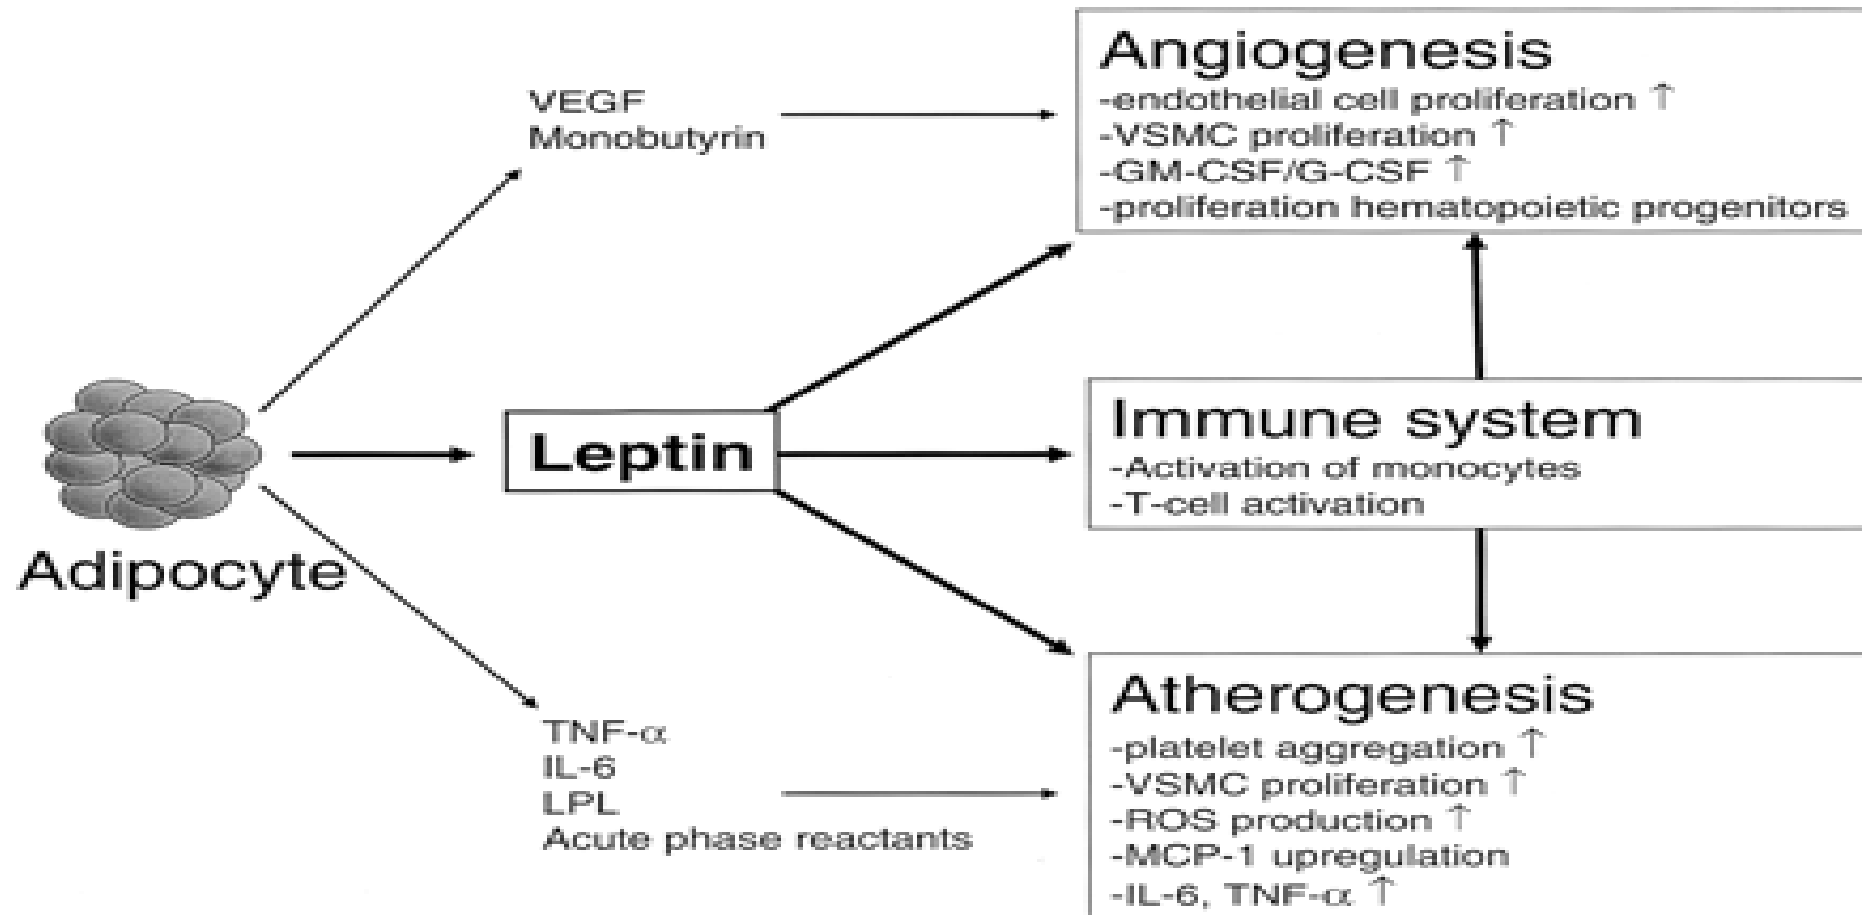 VEGF
Monobutyrin
Angiogenesis
-endothelial cell proliferation ↑
-VSMC proliferation ↑
-GM-CSF/G-CSF ↑
-proliferation hematopoietic progenitors
Adipocyte
Leptin
Immune system
-Activation of monocytes
-T-cell activation
TNF-α
IL-6
LPL
Acute phase reactants
Atherogenesis
-platelet aggregation ↑
-VSMC proliferation ↑
-ROS production ↑
-MCP-1 upregulation
-IL-6, TNF-α ↑